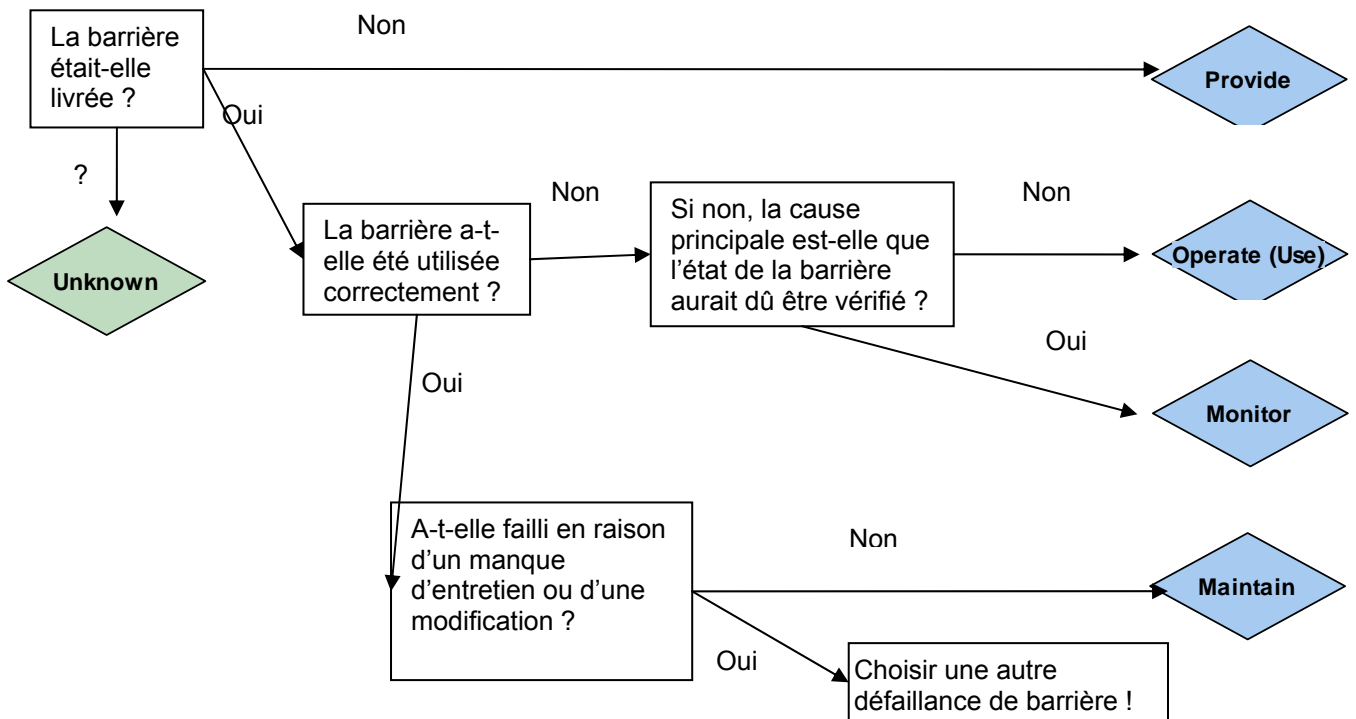 Non
La barrière
était-elle
livrée ?
Provide
Oui
?
Non
Non
Si non, la cause
principale est-elle que
l'état de la barrière
aurait dû être vérifié ?
La barrière a-t-
elle été utilisée
correctement ?
Operate (Use)
Unknown
Oui
Oui
Monitor
A-t-elle failli en raison
d'un manque
d'entretien ou d'une
modification ?
Non
Maintain
Oui
Choisir une autre
défaillance de barrière !